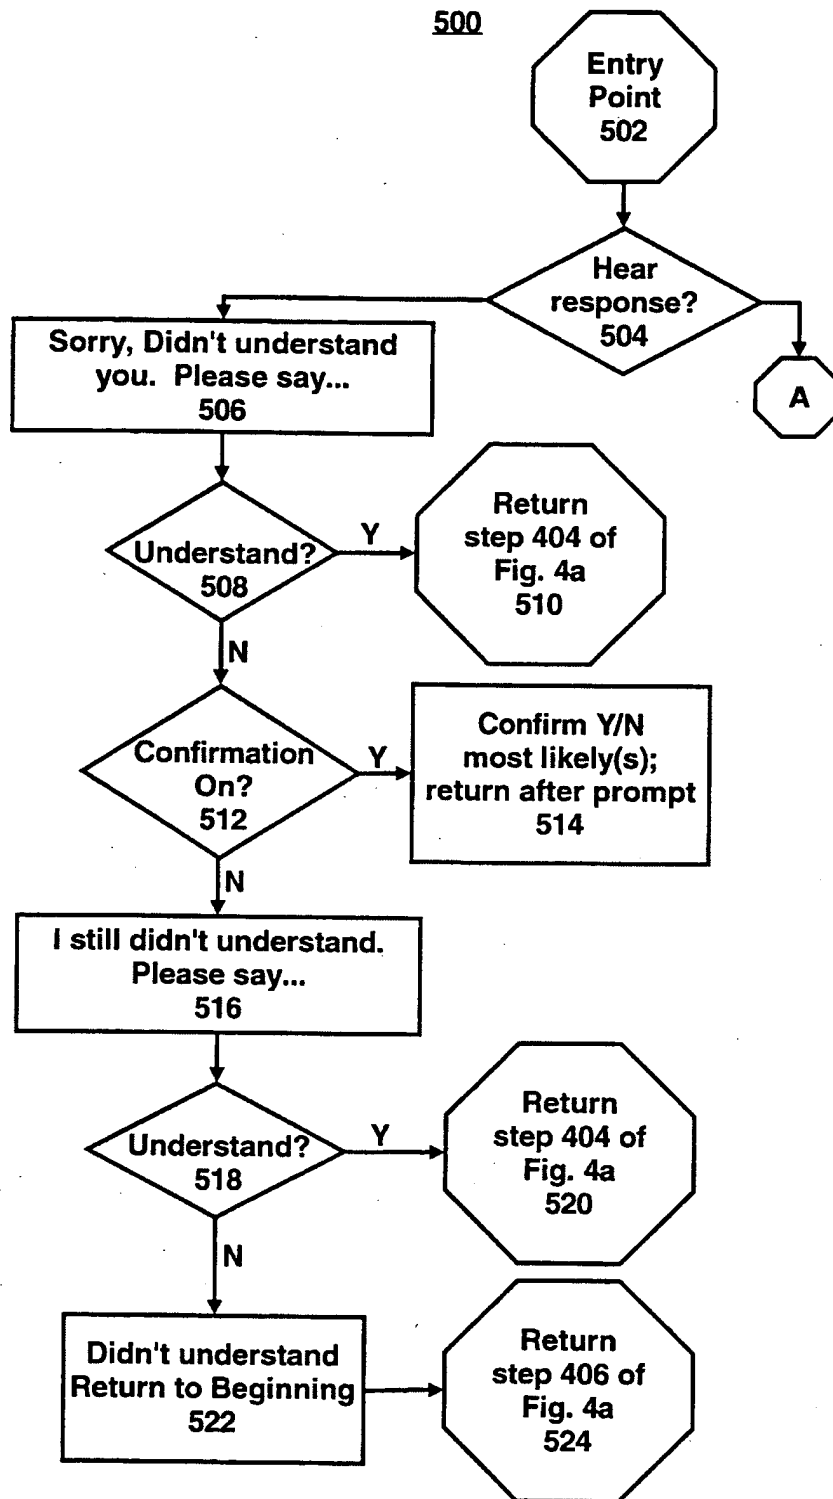 500
Entry
Point
502
Hear
response?
504
A
Sorry, Didn't understand
you. Please say...
506
Understand?
508
Y
Return
step 404 of
Fig. 4a
510
N
Confirmation
On?
512
Y
Confirm Y/N
most likely(s);
return after prompt
514
N
I still didn't understand.
Please say...
516
Understand?
518
Y
Return
step 404 of
Fig. 4a
520
N
Didn't understand
Return to Beginning
522
Return
step 406 of
Fig. 4a
524